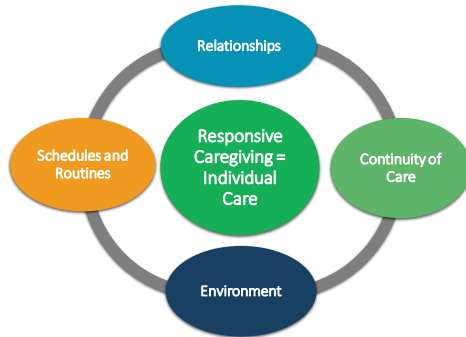 Relationships
Schedules and
Routines
Responsive
Caregiving =
Individual
Care
Continuity of
Care
Environment